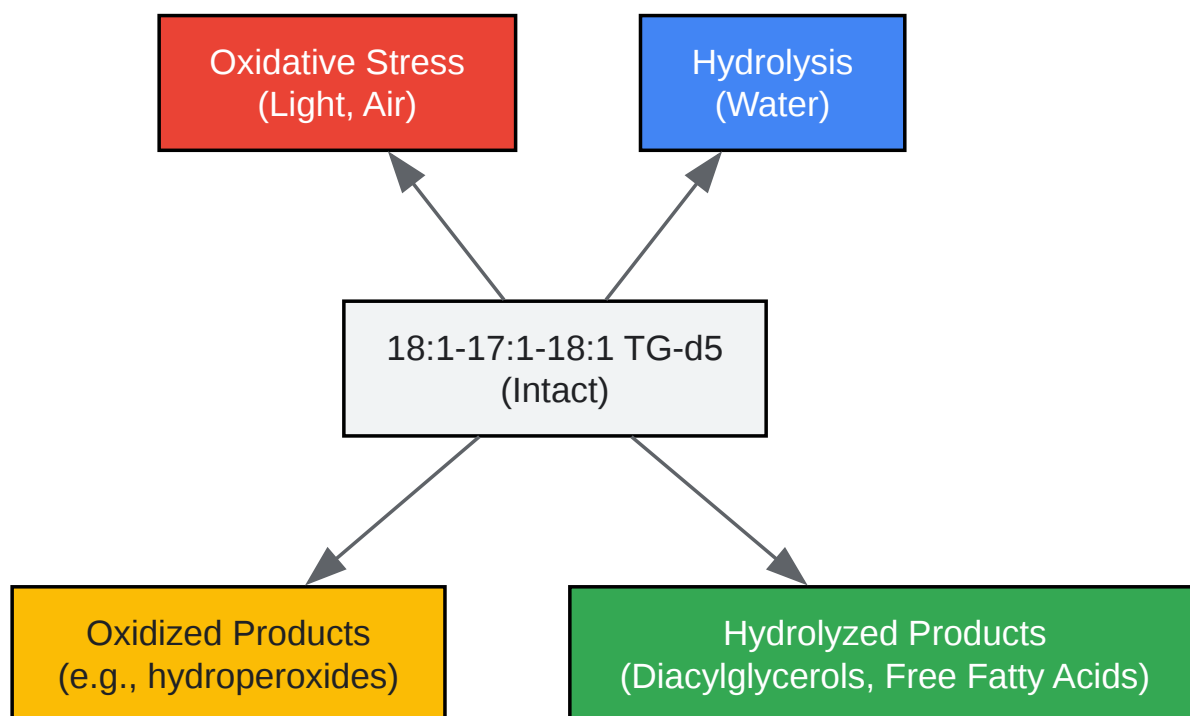 Oxidative Stress
(Light, Air)
Hydrolysis
(Water)
18:1-17:1-18:1 TG-d5
(Intact)
Oxidized Products
(e.g., hydroperoxides)
Hydrolyzed Products
(Diacylglycerols, Free Fatty Acids)